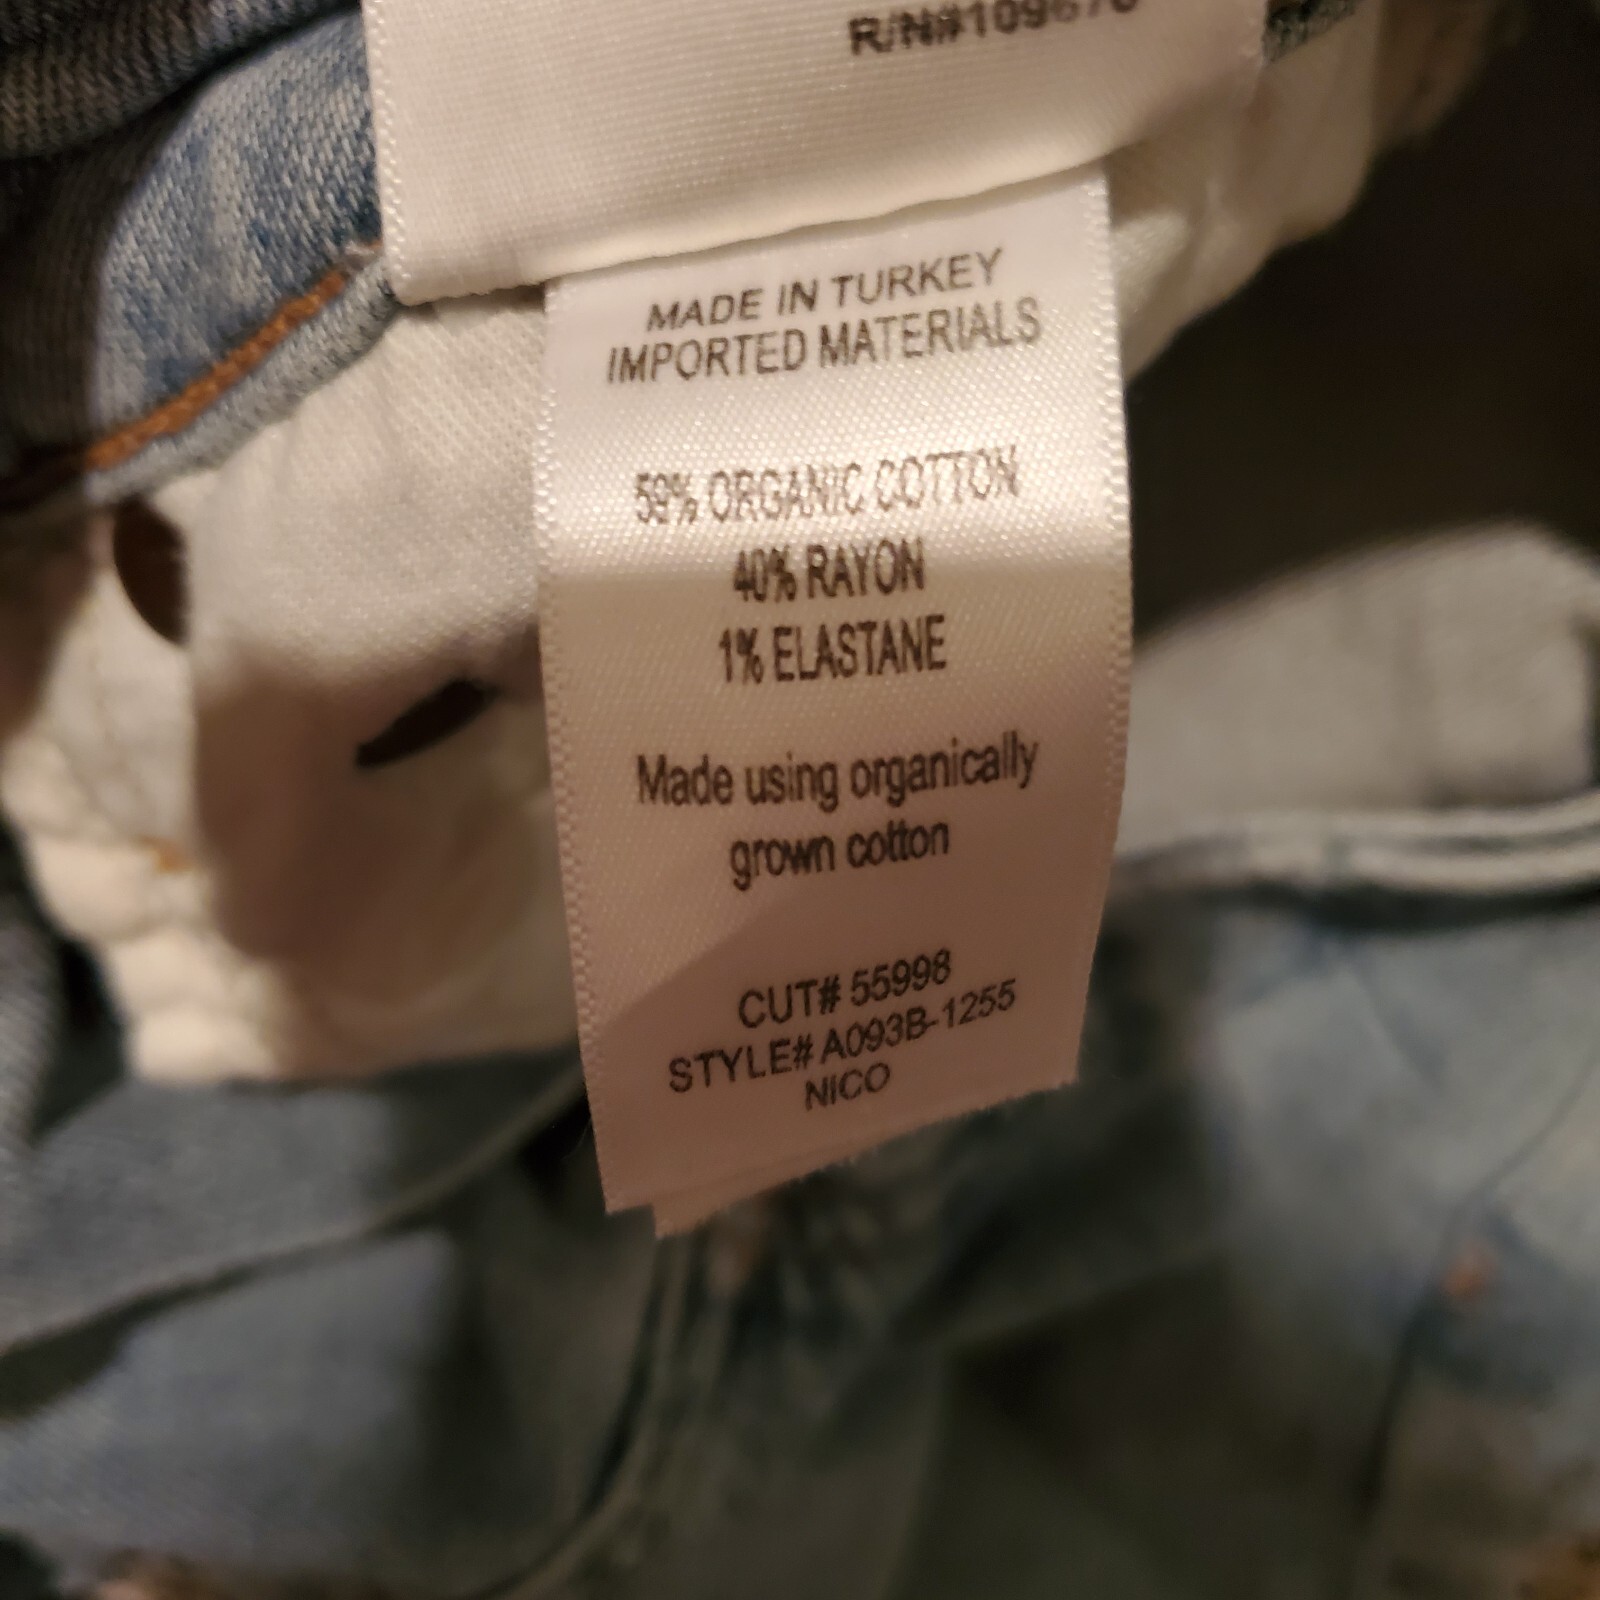 MADE IN TURKEY
IMPORTED MATERIALS
59% ORGANIC COTTON
40% RAYON
1% ELASTANE
Made using organically
grown cotton
CUT# 55998
STYLE# A093B-1255
NICO